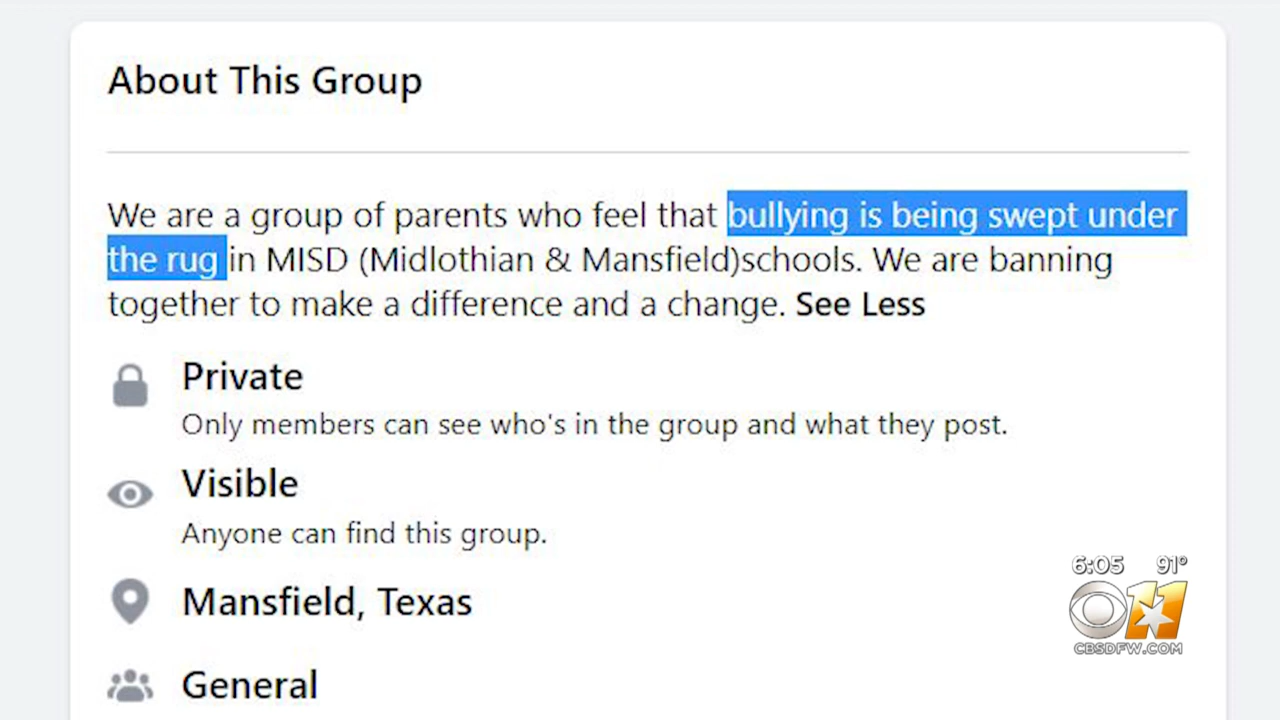 About This Group
We are a group of parents who feel that bullying is being swept under
the rug in MISD (Midlothian & Mansfield)schools. We are banning
together to make a difference and a change. See Less
Private
Only members can see who's in the group and what they post.
Visible
Anyone can find this group.
Mansfield, Texas
General
6:05 91°
11
CBSDFW.COM